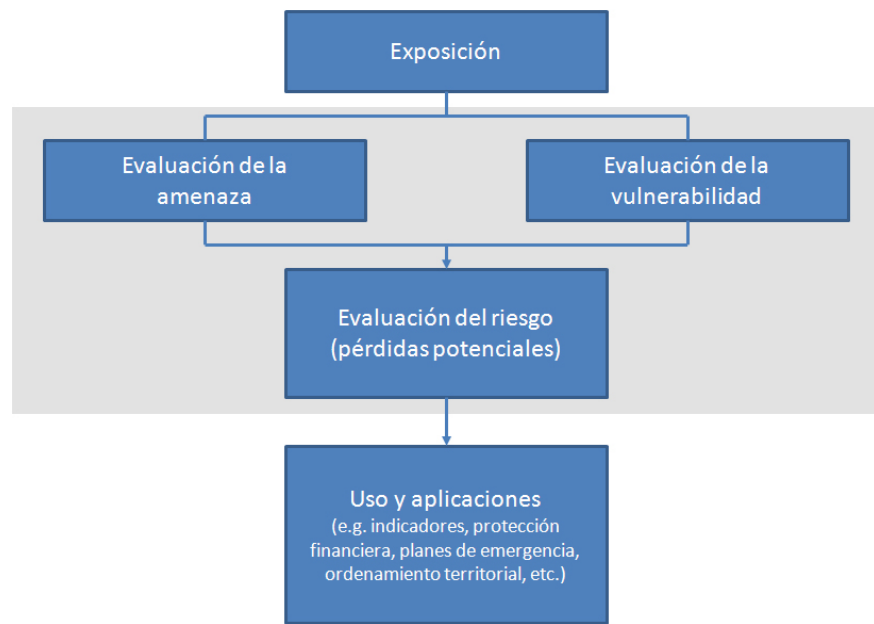 Exposición
Evaluación de la
amenaza
Evaluación de la
vulnerabilidad
Evaluación del riesgo
(pérdidas potenciales)
Uso y aplicaciones
(e.g. indicadores, protección
financiera, planes de emergencia,
ordenamiento territorial, etc.)